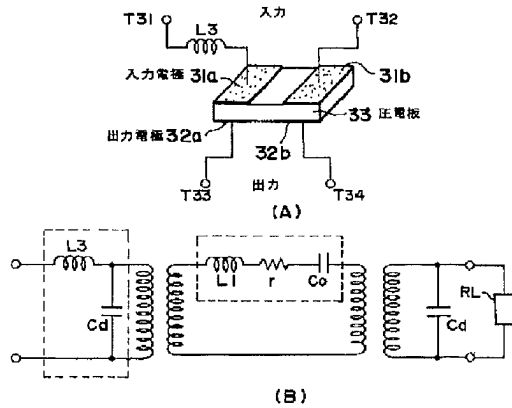 入力
T31
T32
L3
入力電極 31a
31b
33 圧電板
出力電極 32a
32b
出力
T33
T34
(A)
L3
Cd
L1
r
Co
Cd
RL
(B)